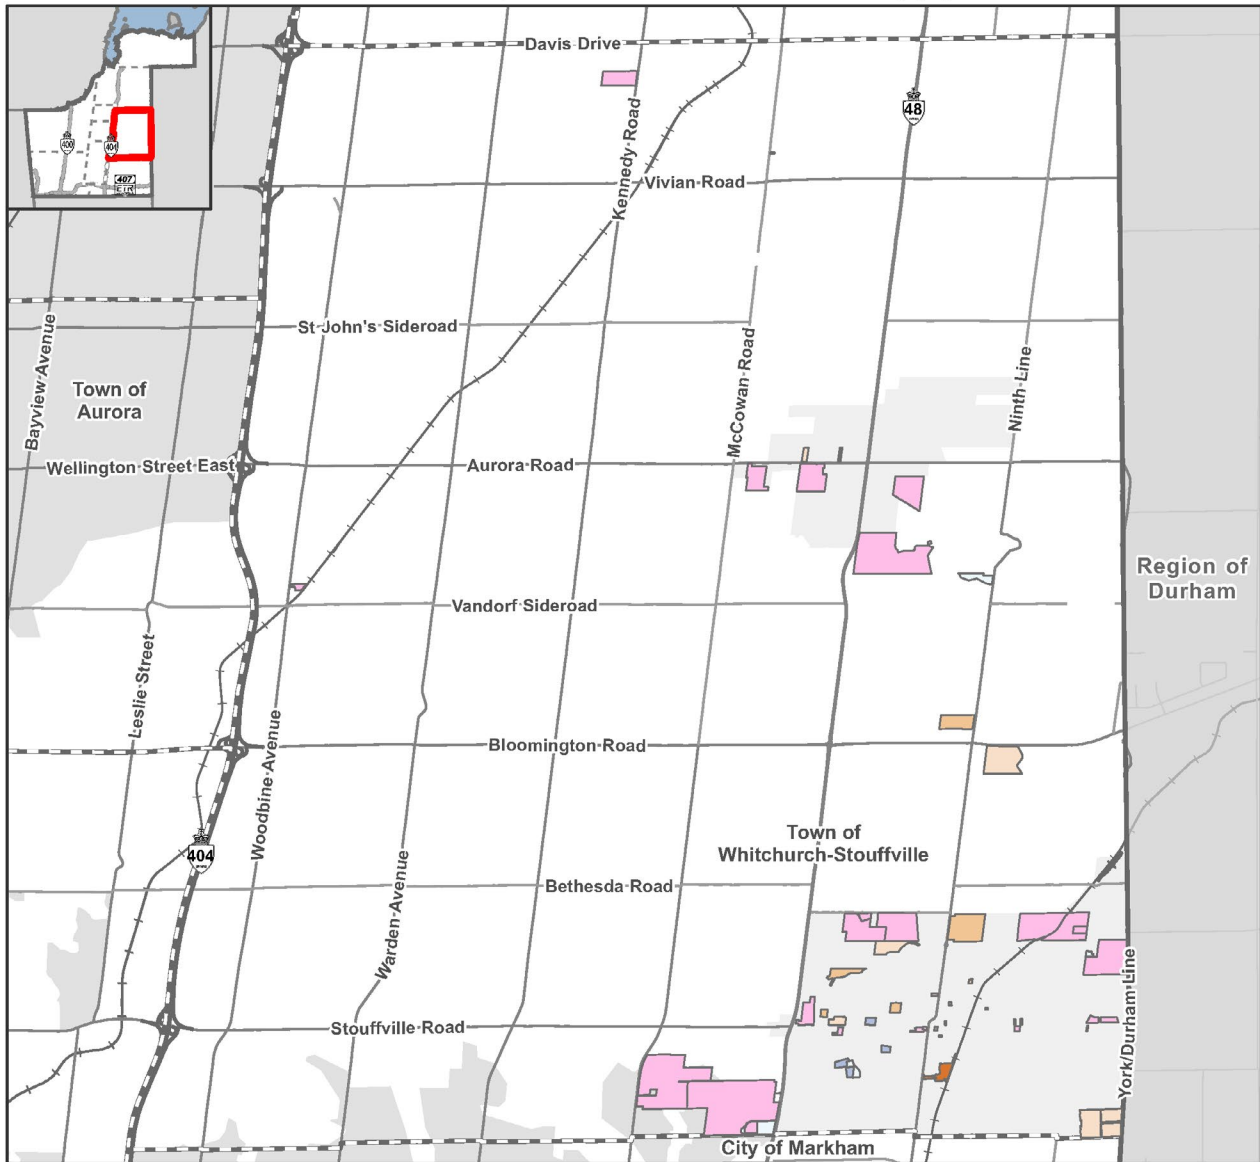 Davis Drive
400
404
407
ETR
48
Kennedy Road
Vivian Road
St John's Sideroad
Bayview Avenue
Town of
Aurora
McCowan Road
Ninth Line
Wellington Street East
Aurora Road
Region of
Durham
Vandorf Sideroad
Leslie Street
Woodbine Avenue
Bloomington Road
404
Town of
Whitchurch-Stouffville
Bethesda Road
Warden Avenue
York/Durham Line
Stouffville Road
City of Markham